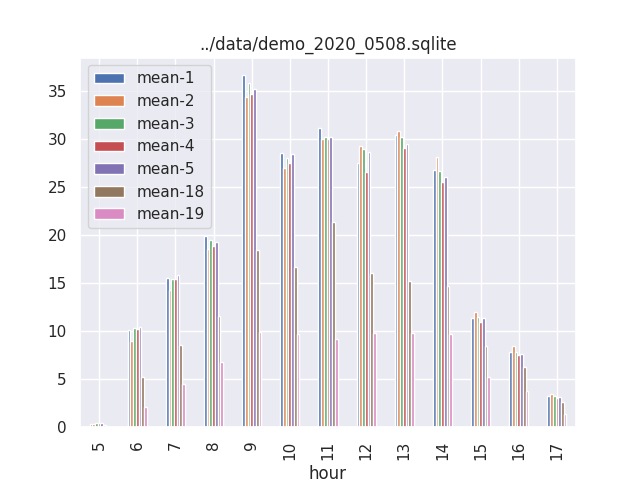 ../data/demo_2020_0508.sqlite
mean-1
mean-2
mean-3
mean-4
mean-5
mean-18
mean-19
35
30
25
20
15
10
5
0
5 6 7 8 9 10 11 12 13 14 15 16 17
hour